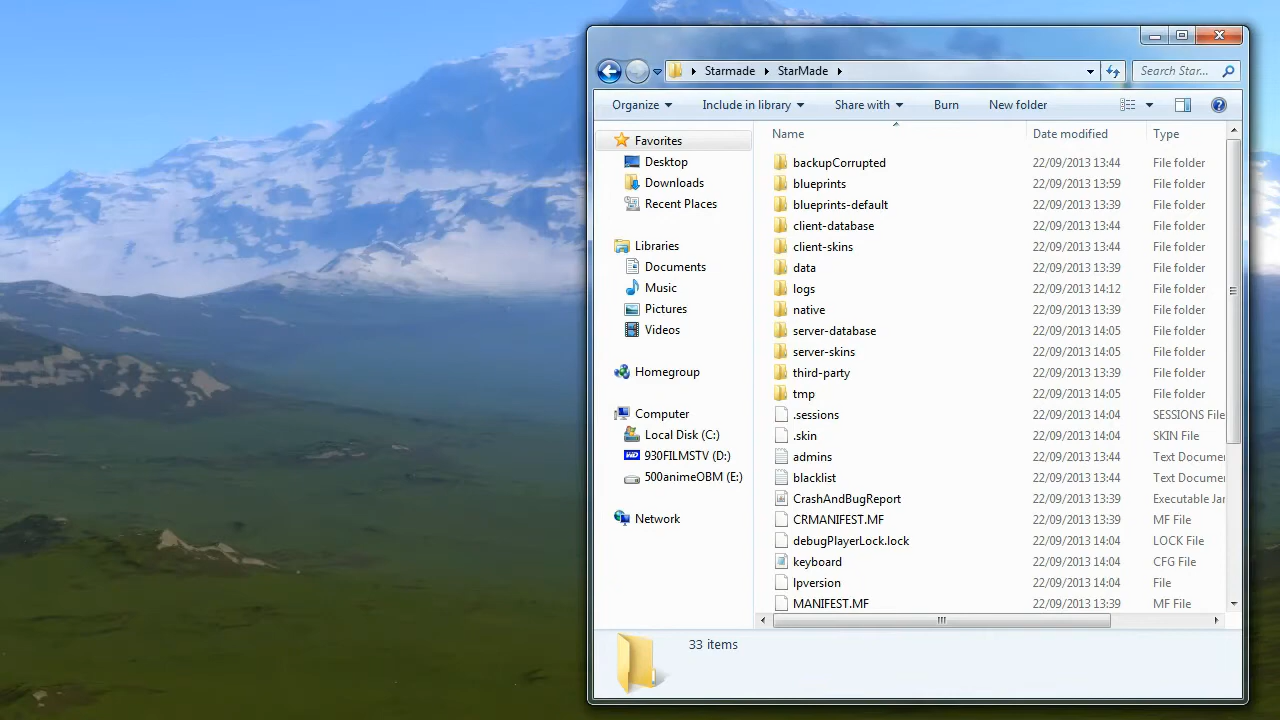 Starmade StarMade Search Star...
Organize Include in library Share with Burn New folder
Name Date modified Type
Favorites
Desktop
Downloads
Recent Places
Libraries
Documents
Music
Pictures
Videos
Homegroup
Computer
Local Disk (C:)
930FILMSTV (D:)
500animeOBM (E:)
Network
backupCorrupted 22/09/2013 13:44 File folder
blueprints 22/09/2013 13:59 File folder
blueprints-default 22/09/2013 13:39 File folder
client-database 22/09/2013 13:44 File folder
client-skins 22/09/2013 13:44 File folder
data 22/09/2013 13:39 File folder
logs 22/09/2013 14:12 File folder
native 22/09/2013 13:39 File folder
server-database 22/09/2013 14:05 File folder
server-skins 22/09/2013 14:05 File folder
third-party 22/09/2013 13:39 File folder
tmp 22/09/2013 14:05 File folder
.sessions 22/09/2013 14:04 SESSIONS File
.skin 22/09/2013 14:04 SKIN File
admins 22/09/2013 13:44 Text Docume
blacklist 22/09/2013 13:44 Text Docume
CrashAndBugReport 22/09/2013 13:39 Executable Jar
CRMANIFEST.MF 22/09/2013 13:39 MF File
debugPlayerLock.lock 22/09/2013 14:04 LOCK File
keyboard 22/09/2013 14:04 CFG File
lpversion 22/09/2013 14:04 File
MANIFEST.MF 22/09/2013 13:39 MF File
33 items